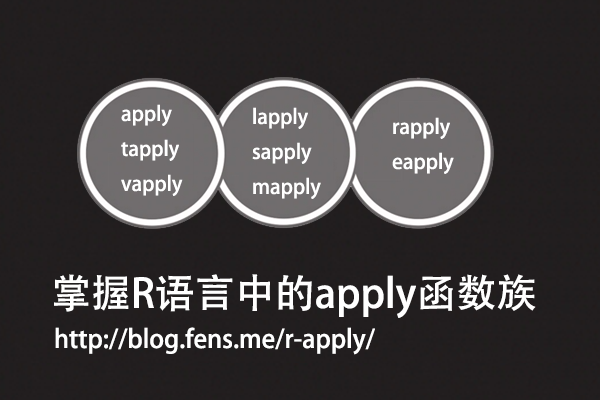 apply
tapply
vapply
lapply
sapply
mapply
rapply
eapply
掌握R语言中的apply函数族
http://blog.fens.me/r-apply/